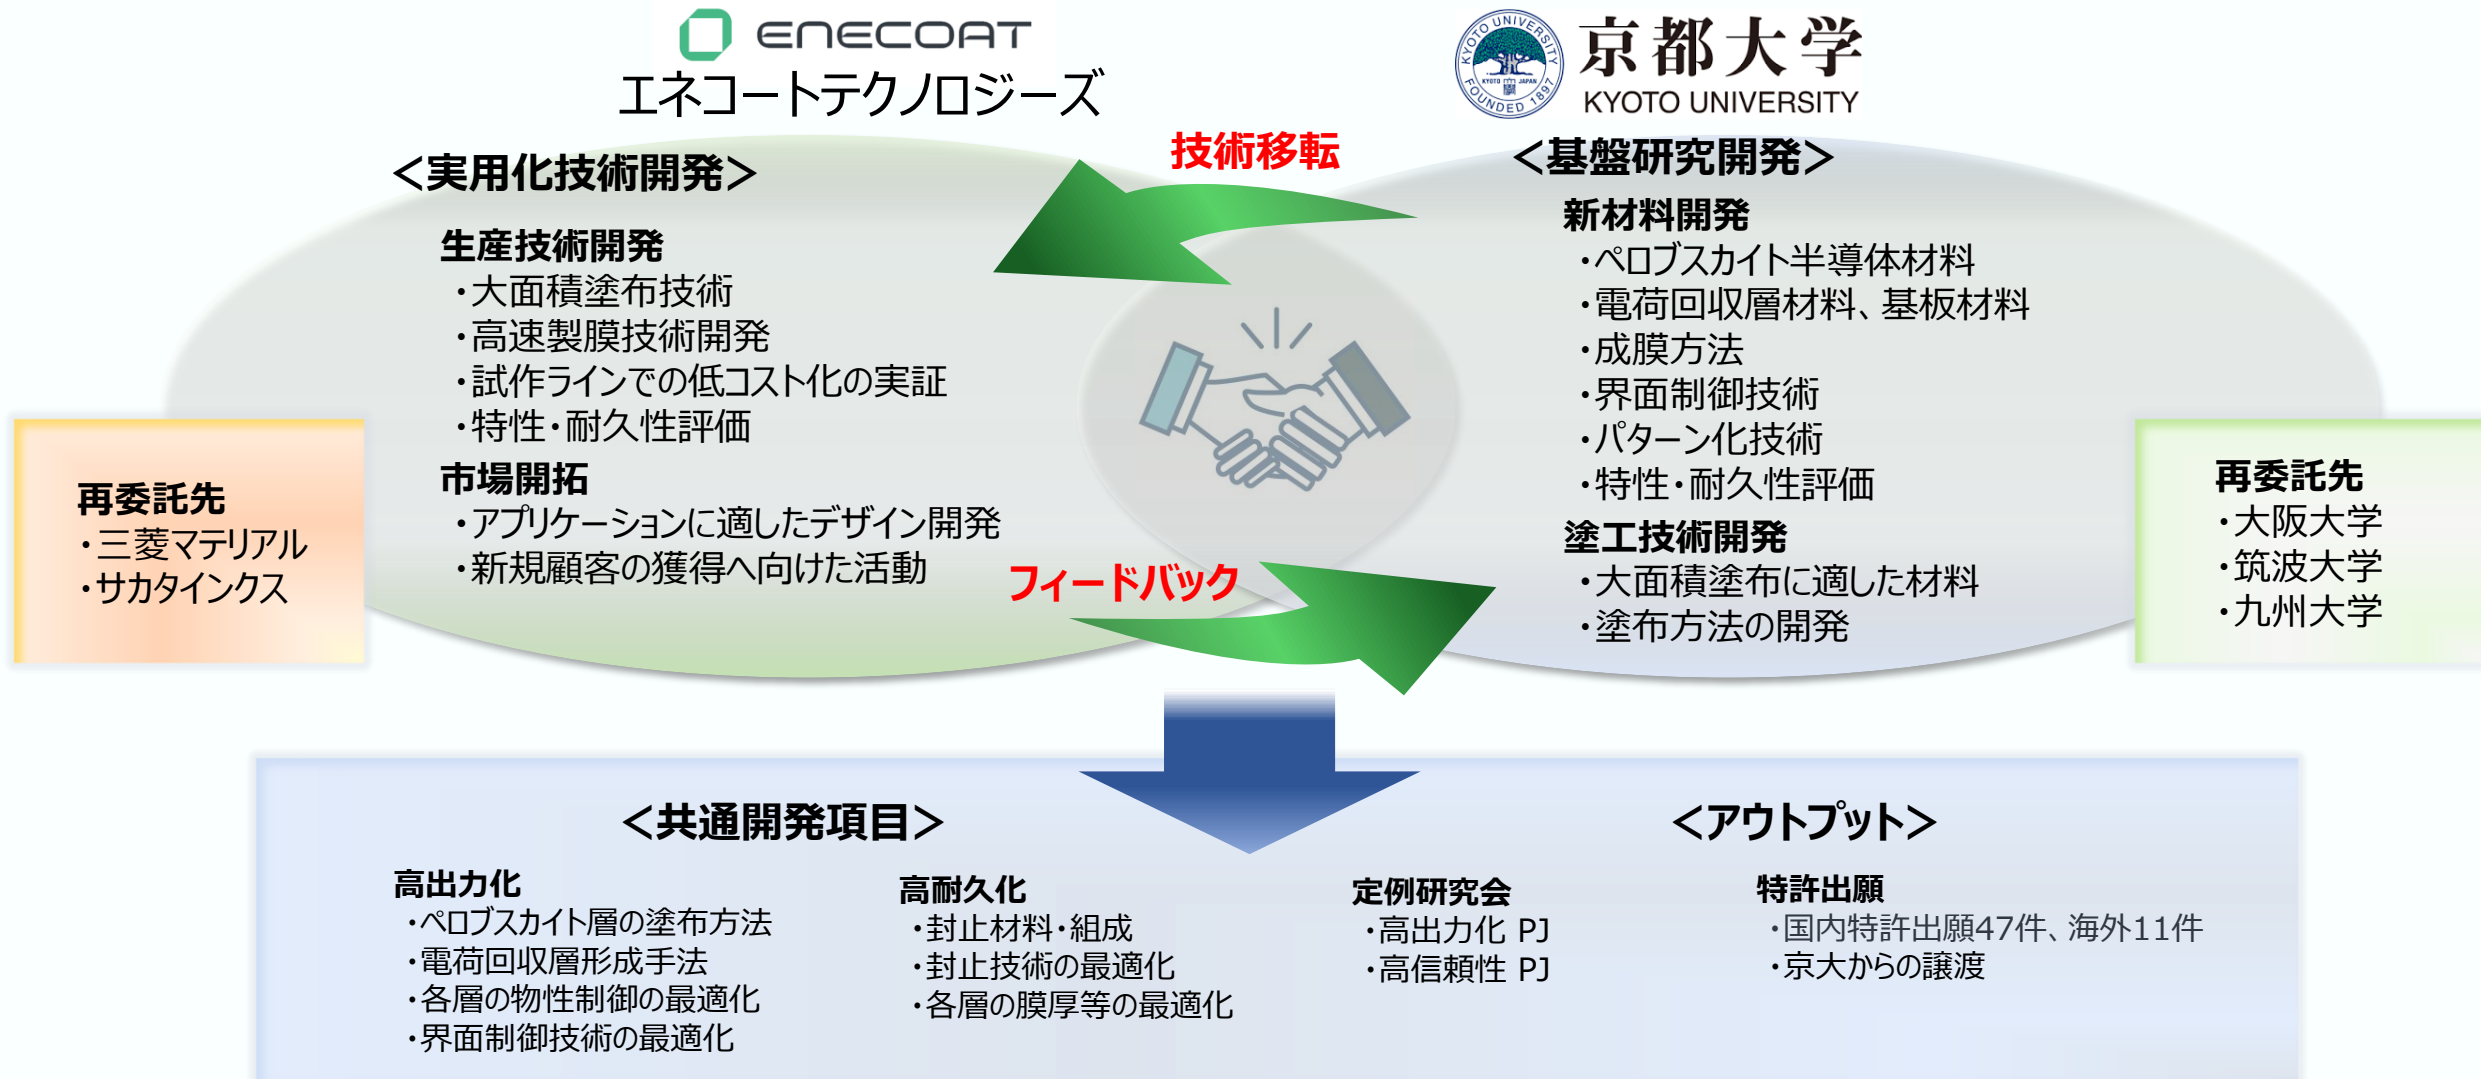 ENECOAT
エネコートテクノロジーズ
KYOTO UNIVERSITY
KYOTO JAPAN
FOUNDED 1897
京都大学
KYOTO UNIVERSITY
技術移転
＜実用化技術開発＞
生産技術開発
・大面積塗布技術
・高速製膜技術開発
・試作ラインでの低コスト化の実証
・特性・耐久性評価
市場開拓
・アプリケーションに適したデザイン開発
・新規顧客の獲得へ向けた活動
再委託先
・三菱マテリアル
・サカタインクス
＜基盤研究開発＞
新材料開発
・ペロブスカイト半導体材料
・電荷回収層材料、基板材料
・成膜方法
・界面制御技術
・パターン化技術
・特性・耐久性評価
塗工技術開発
・大面積塗布に適した材料
・塗布方法の開発
再委託先
・大阪大学
・筑波大学
・九州大学
フィードバック
＜共通開発項目＞
高出力化
・ペロブスカイト層の塗布方法
・電荷回収層形成手法
・各層の物性制御の最適化
・界面制御技術の最適化
高耐久化
・封止材料・組成
・封止技術の最適化
・各層の膜厚等の最適化
＜アウトプット＞
定例研究会
・高出力化 PJ
・高信頼性 PJ
特許出願
・国内特許出願47件、海外11件
・京大からの譲渡